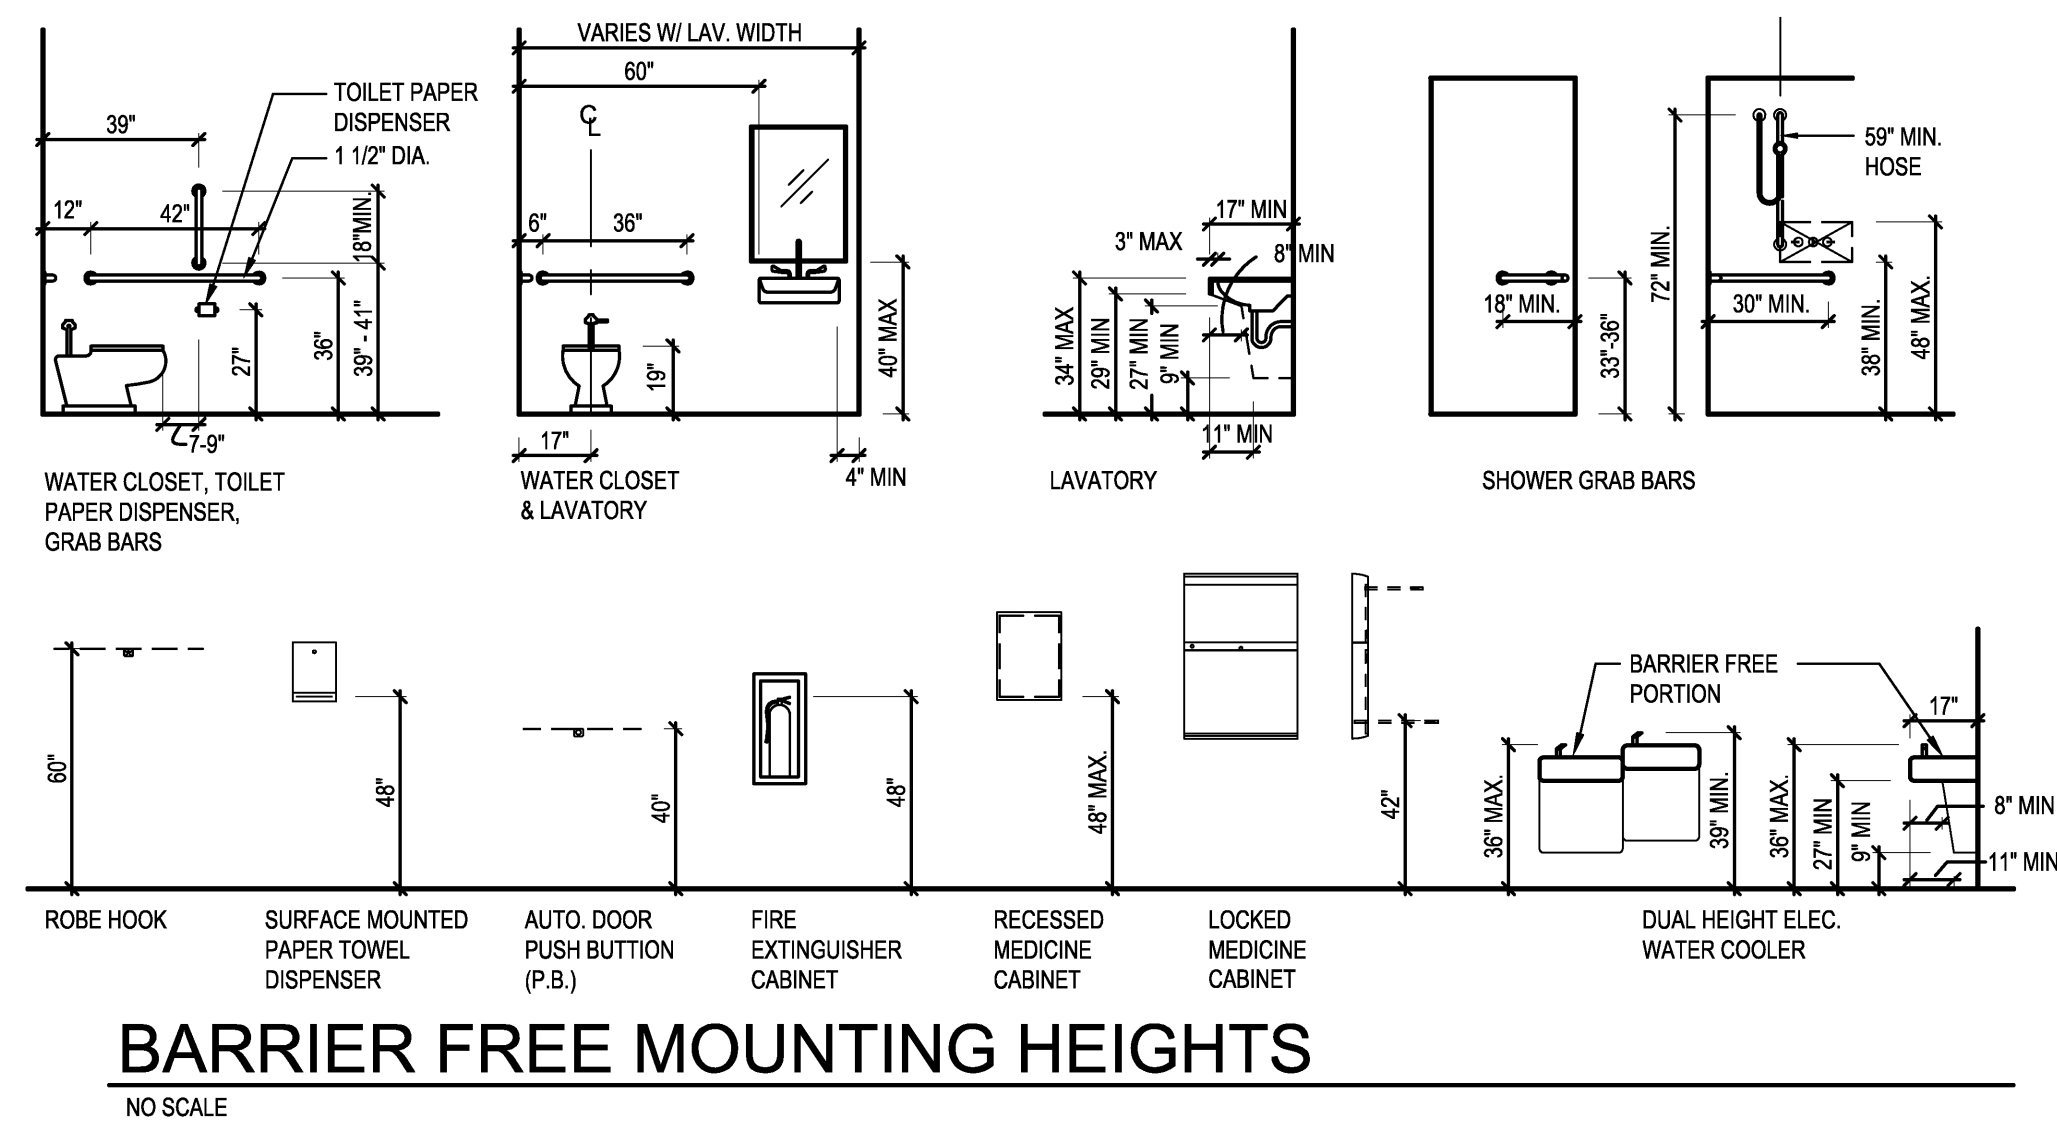 VARIES W/ LAV. WIDTH
60"
TOILET PAPER
DISPENSER
1 1/2" DIA.
39"
12"
42"
18"MIN.
39" - 41"
36"
27"
7-9"
WATER CLOSET, TOILET
PAPER DISPENSER,
GRAB BARS
CL
6"
36"
19"
40" MAX
17"
4" MIN
WATER CLOSET
& LAVATORY
17" MIN
3" MAX
8" MIN
34" MAX
29" MIN
27" MIN
9" MIN
11" MIN
LAVATORY
18" MIN.
33"-36"
72" MIN.
59" MIN.
HOSE
30" MIN.
38" MIN.
48" MAX.
SHOWER GRAB BARS
60"
ROBE HOOK
48"
SURFACE MOUNTED
PAPER TOWEL
DISPENSER
40"
AUTO. DOOR
PUSH BUTTION
(P.B.)
48"
FIRE
EXTINGUISHER
CABINET
48" MAX.
RECESSED
MEDICINE
CABINET
42"
LOCKED
MEDICINE
CABINET
BARRIER FREE
PORTION
17"
36" MAX.
39" MIN.
36" MAX.
27" MIN
9" MIN
8" MIN
11" MIN
DUAL HEIGHT ELEC.
WATER COOLER
BARRIER FREE MOUNTING HEIGHTS
NO SCALE